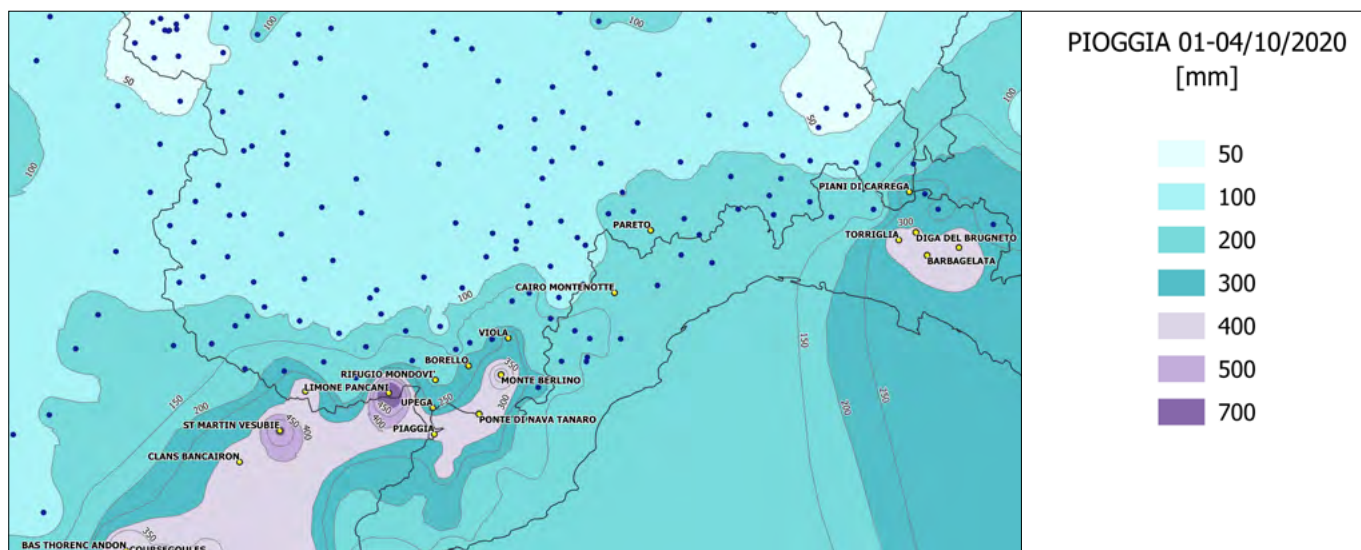 PIOGGIA 01-04/10/2020
[mm]
50
100
200
300
400
500
700
100
100
50
50
100
100
PIANI DI CARREGA
300
PARETO
TORRIGLIA
DIGA DEL BRUGNETO
BARBAGELATA
CAIRO MONTENOTTE
100
VIOLA
150
BORELLO
350
RIFUGIO MONDOVI'
MONTE BERLINO
LIMONE PANCANI
150
200
450
UPEGA
250
300
200
250
400
PONTE DI NAVA TANARO
450
400
ST MARTIN VESUBIE
PIAGGIA
CLANS BANCAIRON
350
BAS THORENC ANDON
COURSEGOULES